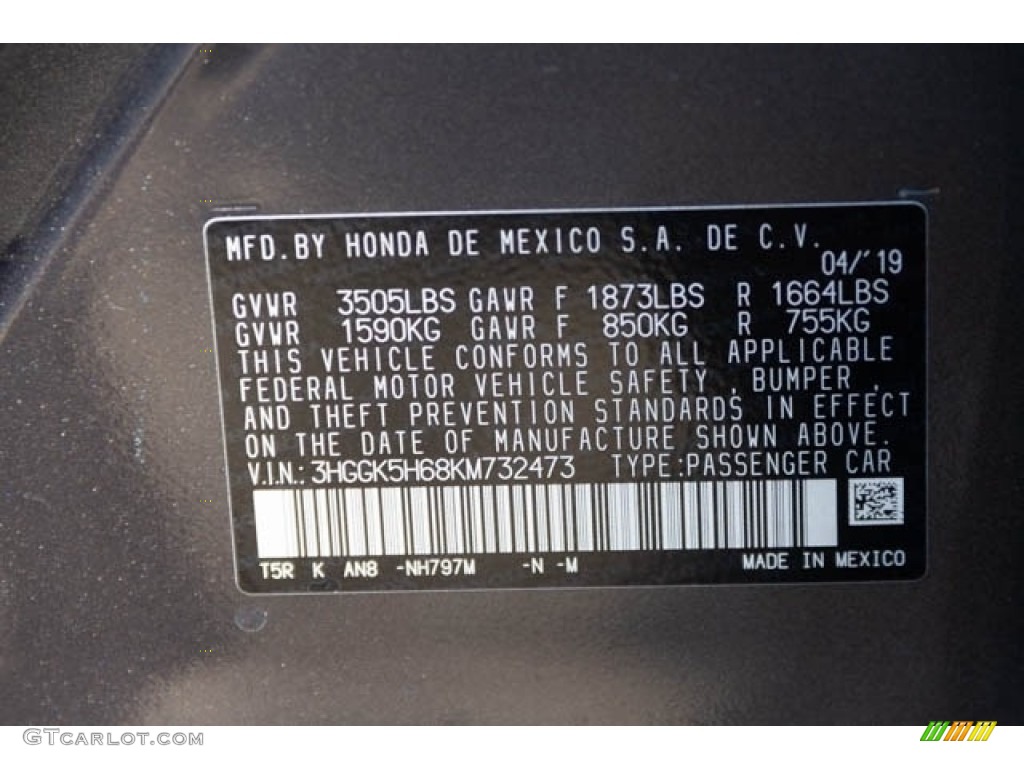 MFD.BY HONDA DE MEXICO S.A. DE C.V.
04/'19
GVWR 3505LBS GAWR F 1873LBS R 1664LBS
GVWR 1590KG GAWR F 850KG R 755KG
THIS VEHICLE CONFORMS TO ALL APPLICABLE
FEDERAL MOTOR VEHICLE SAFETY , BUMPER ,
AND THEFT PREVENTION STANDARDS IN EFFECT
ON THE DATE OF MANUFACTURE SHOWN ABOVE.
V.IN.: 3HGGK5H68KM732473 TYPE:PASSENGER CAR
T5R K AN8 -NH797M -N -M MADE IN MEXICO
GTCarLot.com